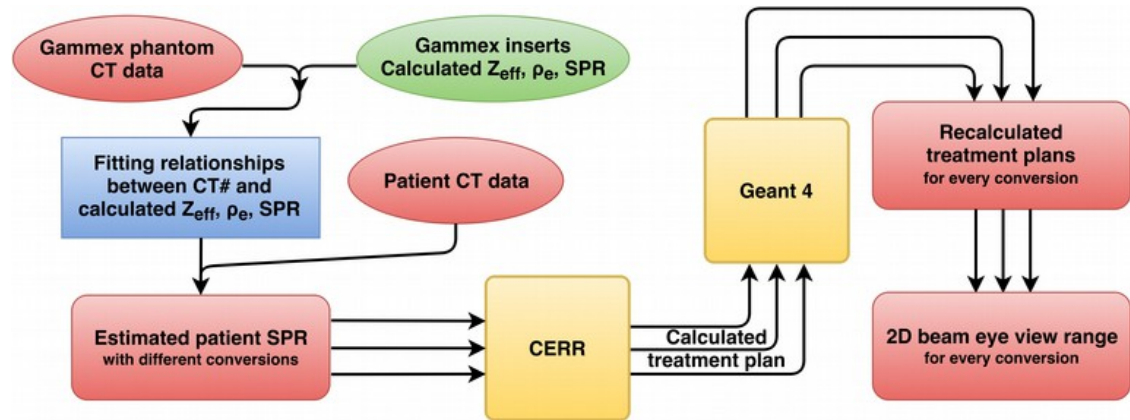 Gammex phantom
CT data
Gammex inserts
Calculated Zeff, ρe, SPR
Fitting relationships
between CT# and
calculated Zeff, ρe, SPR
Patient CT data
Estimated patient SPR
with different conversions
CERR
Calculated
treatment plan
Geant 4
Recalculated
treatment plans
for every conversion
2D beam eye view range
for every conversion